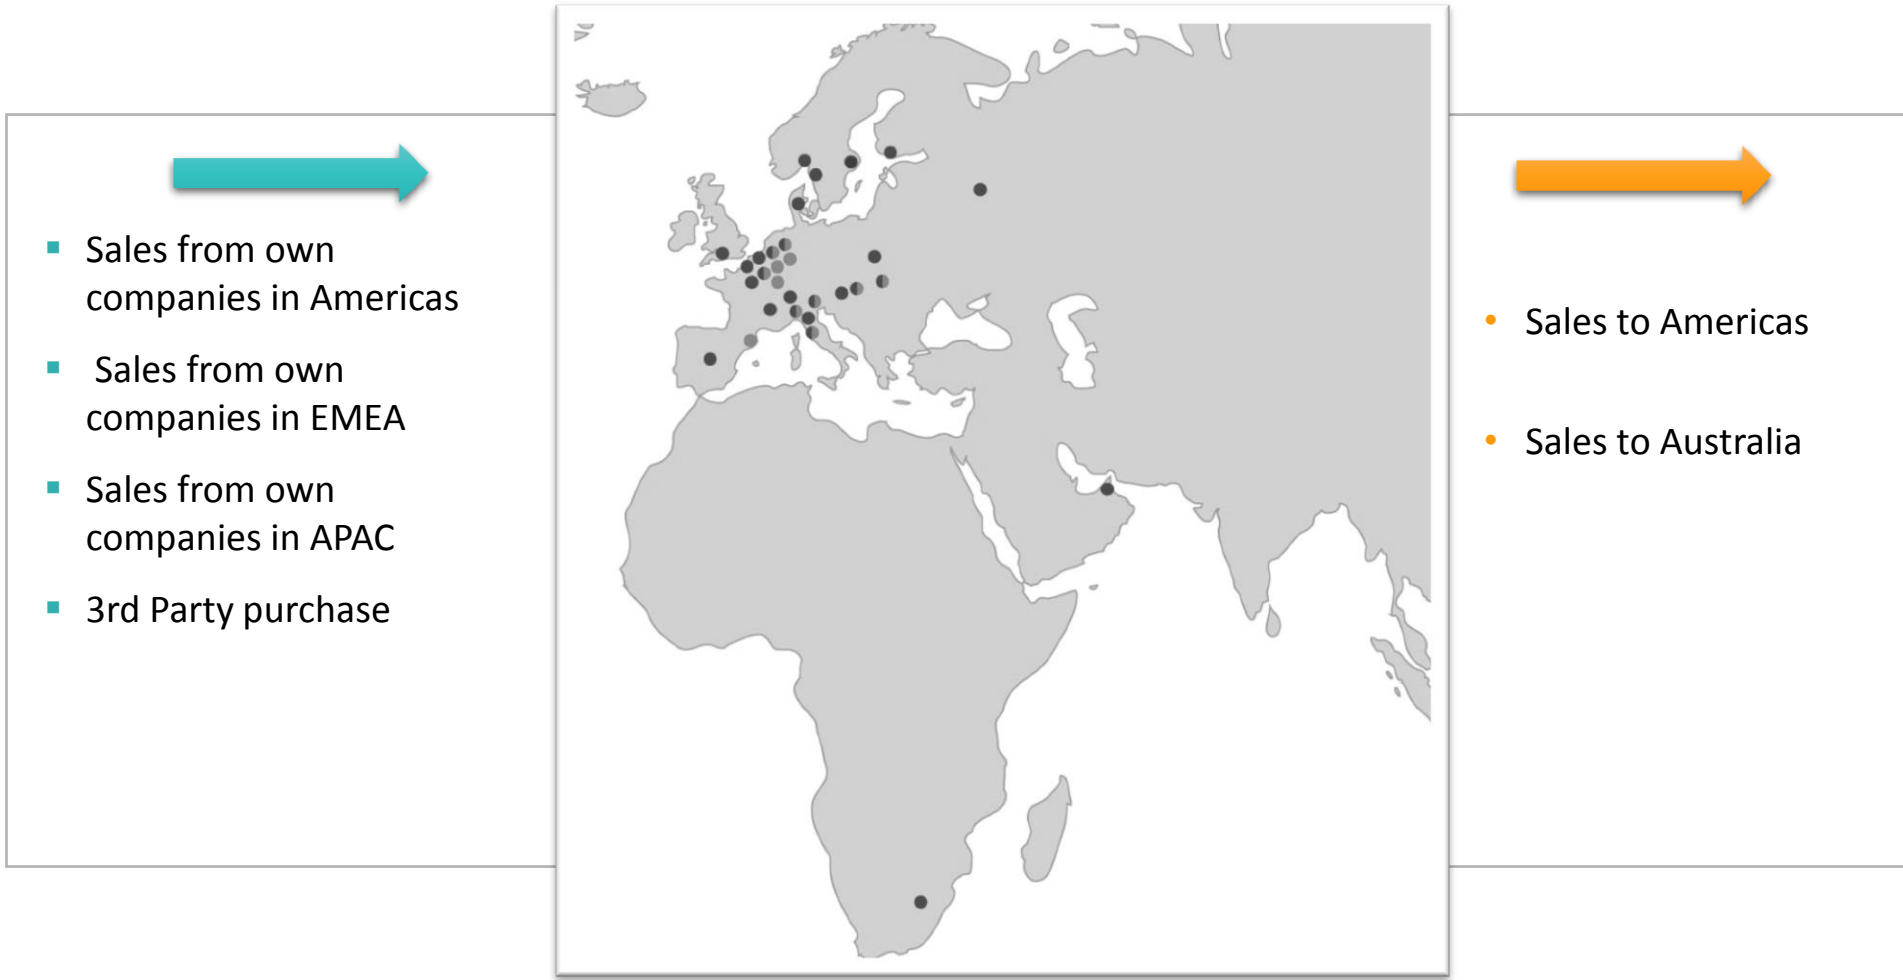 Sales from own
companies in Americas
Sales from own
companies in EMEA
Sales from own
companies in APAC
3rd Party purchase
Sales to Americas
Sales to Australia